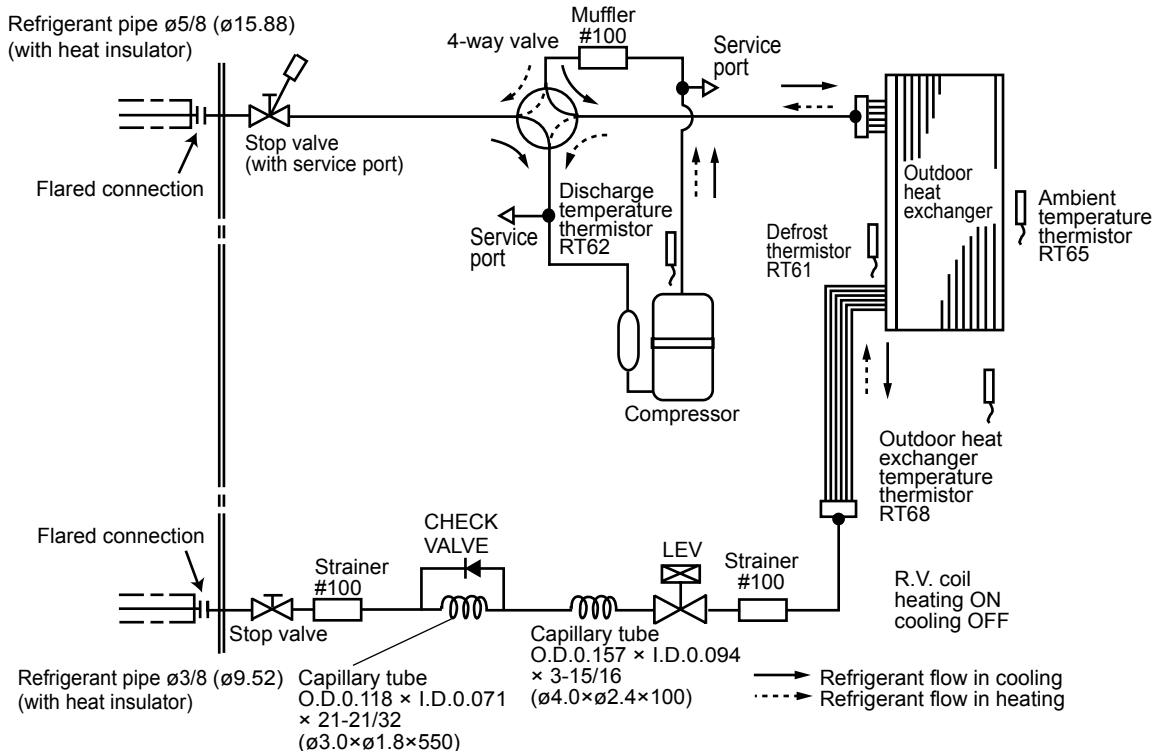 Refrigerant pipe ø5/8 (ø15.88)
(with heat insulator)
Muffler
#100
4-way valve
Service
port
Stop valve
(with service port)
Flared connection
Discharge
temperature
thermistor
RT62
Service
port
Outdoor
heat
exchanger
Ambient
temperature
thermistor
RT65
Defrost
thermistor
RT61
Compressor
Outdoor heat
exchanger
temperature
thermistor
RT68
Flared connection
CHECK
VALVE
LEV
Strainer
#100
Strainer
#100
R.V. coil
heating ON
cooling OFF
Stop valve
Refrigerant pipe ø3/8 (ø9.52)
(with heat insulator)
Capillary tube
O.D.0.118 × I.D.0.071
× 21-21/32
(ø3.0×ø1.8×550)
Capillary tube
O.D.0.157 × I.D.0.094
× 3-15/16
(ø4.0×ø2.4×100)
Refrigerant flow in cooling
Refrigerant flow in heating